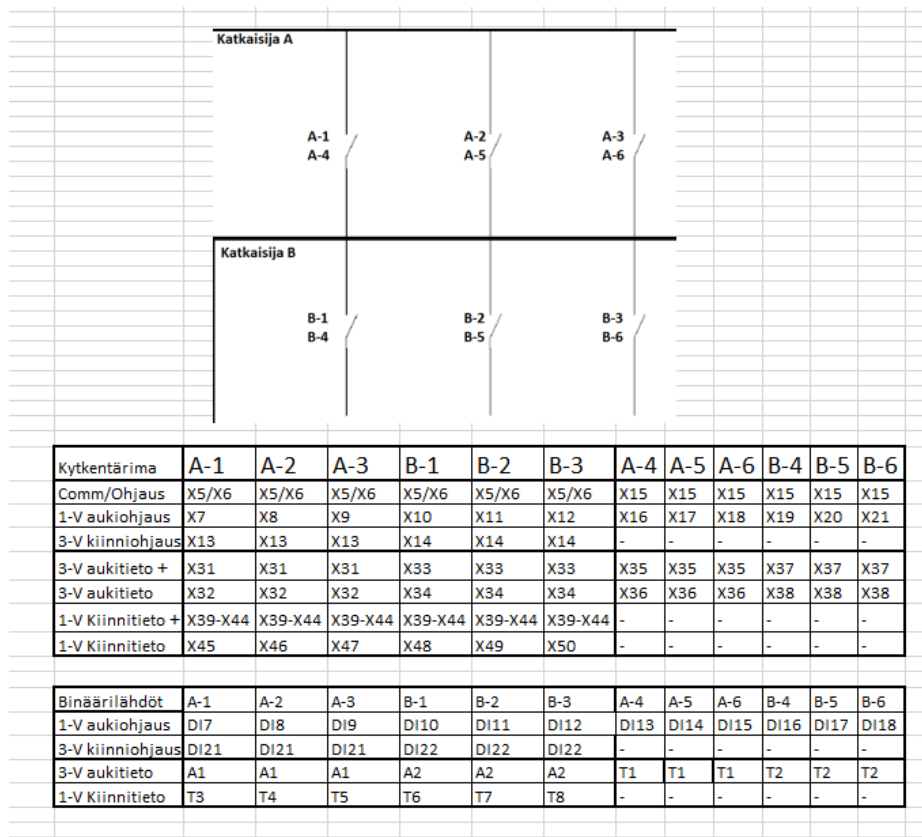 Katkaisija A
A-1 A-2 A-3
A-4 A-5 A-6
Katkaisija B
B-1 B-2 B-3
B-4 B-5 B-6
Kytkentärima A-1 A-2 A-3 B-1 B-2 B-3 A-4 A-5 A-6 B-4 B-5 B-6
Comm/Ohjaus X5/X6 X5/X6 X5/X6 X5/X6 X5/X6 X5/X6 X15 X15 X15 X15 X15 X15
1-V aukiohjaus X7 X8 X9 X10 X11 X12 X16 X17 X18 X19 X20 X21
3-V kiinniohjaus X13 X13 X13 X14 X14 X14 - - - - - -
3-V aukitieto + X31 X31 X31 X33 X33 X33 X35 X35 X35 X37 X37 X37
3-V aukitieto X32 X32 X32 X34 X34 X34 X36 X36 X36 X38 X38 X38
1-V Kiinnitieto + X39-X44 X39-X44 X39-X44 X39-X44 X39-X44 X39-X44 - - - - - -
1-V Kiinnitieto X45 X46 X47 X48 X49 X50 - - - - - -
Binäärilähdöt A-1 A-2 A-3 B-1 B-2 B-3 A-4 A-5 A-6 B-4 B-5 B-6
1-V aukiohjaus DI7 DI8 DI9 DI10 DI11 DI12 DI13 DI14 DI15 DI16 DI17 DI18
3-V kiinniohjaus DI21 DI21 DI21 DI22 DI22 DI22 - - - - - -
3-V aukitieto A1 A1 A1 A2 A2 A2 T1 T1 T1 T2 T2 T2
1-V Kiinnitieto T3 T4 T5 T6 T7 T8 - - - - - -